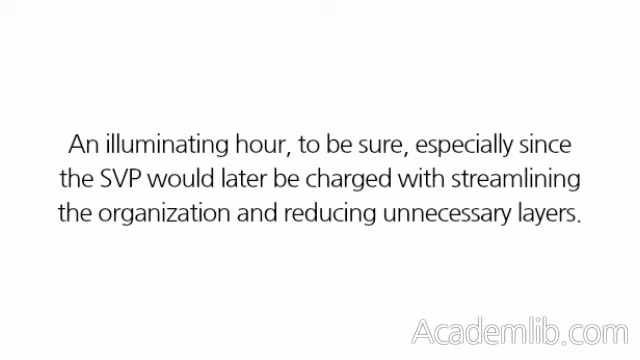 An illuminating hour, to be sure, especially since
the SVP would later be charged with streamlining
the organization and reducing unnecessary layers.
Academlib.com